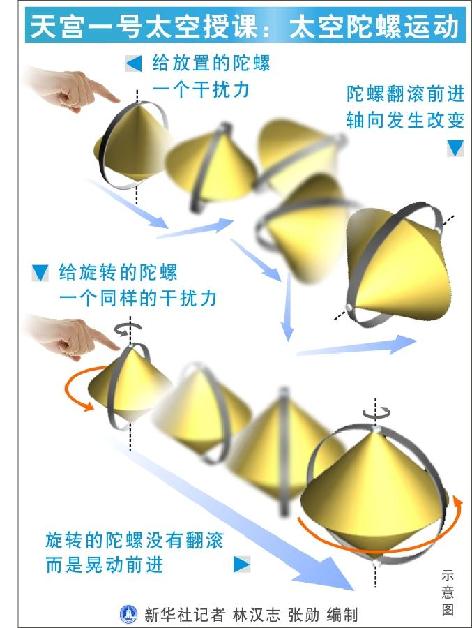 天宫一号太空授课：太空陀螺运动
给放置的陀螺
一个干扰力
陀螺翻滚前进
轴向发生改变
给旋转的陀螺
一个同样的干扰力
旋转的陀螺没有翻滚
而是晃动前进
示意图
新华社记者 林汉志 张勋 编制